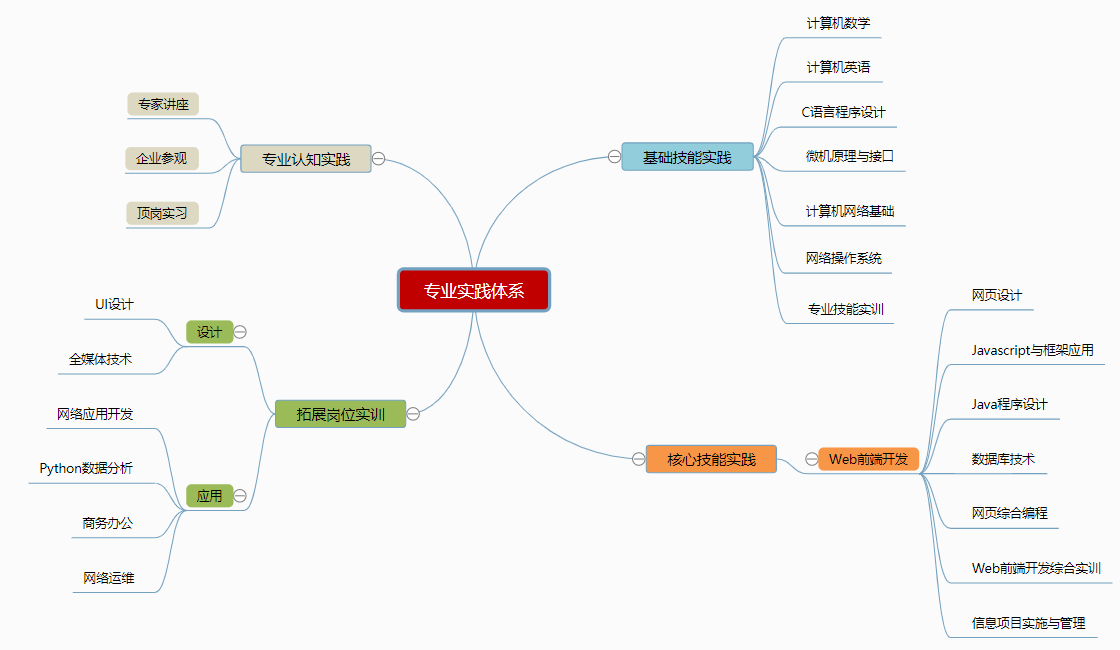 专业实践体系
专业认知实践
专家讲座
企业参观
顶岗实习
基础技能实践
计算机数学
计算机英语
C语言程序设计
微机原理与接口
计算机网络基础
网络操作系统
专业技能实训
拓展岗位实训
设计
UI设计
全媒体技术
应用
网络应用开发
Python数据分析
商务办公
网络运维
核心技能实践
Web前端开发
网页设计
Javascript与框架应用
Java程序设计
数据库技术
网页综合编程
Web前端开发综合实训
信息项目实施与管理